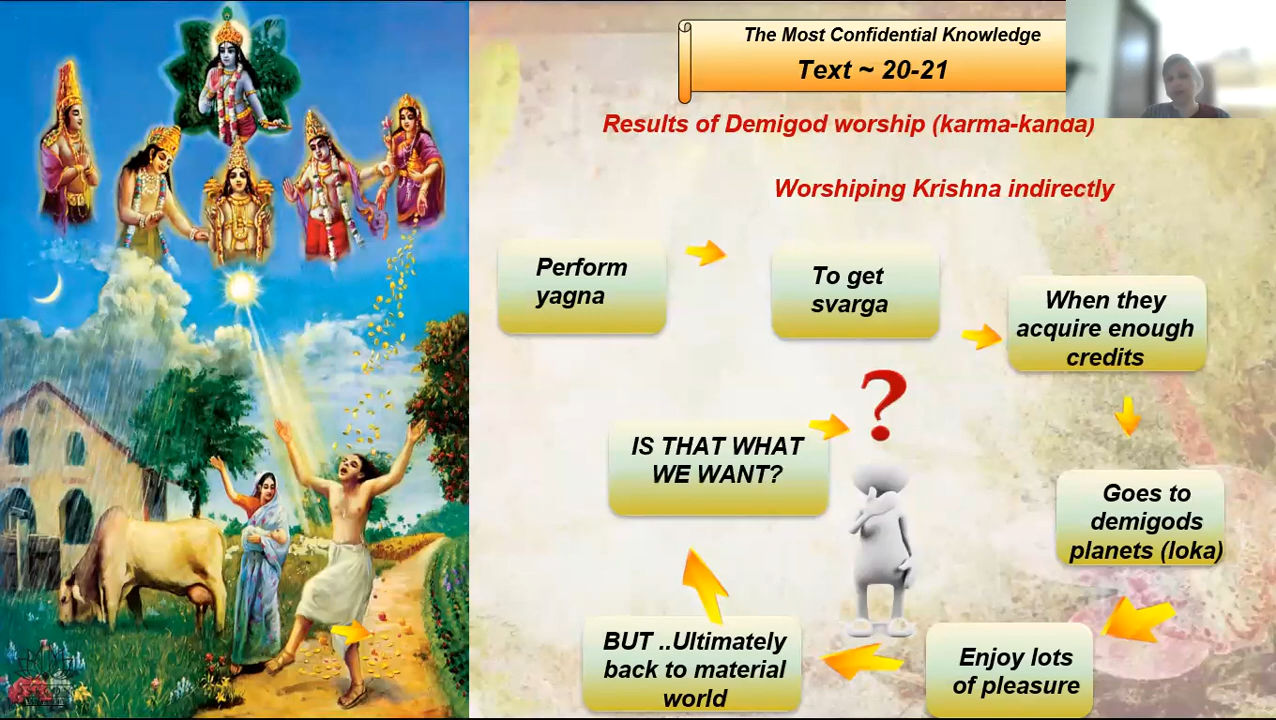 The Most Confidential Knowledge
Text ~ 20-21
Results of Demigod worship (karma-kanda)
Worshiping Krishna indirectly
Perform
yagna
To get
svarga
When they
acquire enough
credits
Goes to
demigods
planets (loka)
Enjoy lots
of pleasure
BUT ..Ultimately
back to material
world
IS THAT WHAT
WE WANT?
?